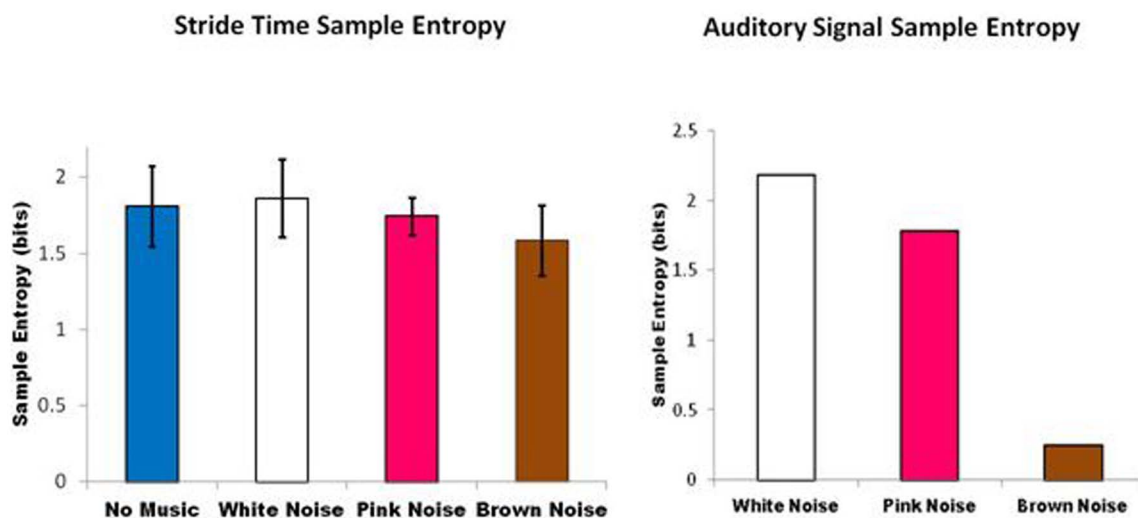 Stride Time Sample Entropy
Sample Entropy (bits)
2
1.5
1
0.5
0
No Music White Noise Pink Noise Brown Noise
Auditory Signal Sample Entropy
Sample Entropy (bits)
2.5
2
1.5
1
0.5
0
White Noise Pink Noise Brown Noise